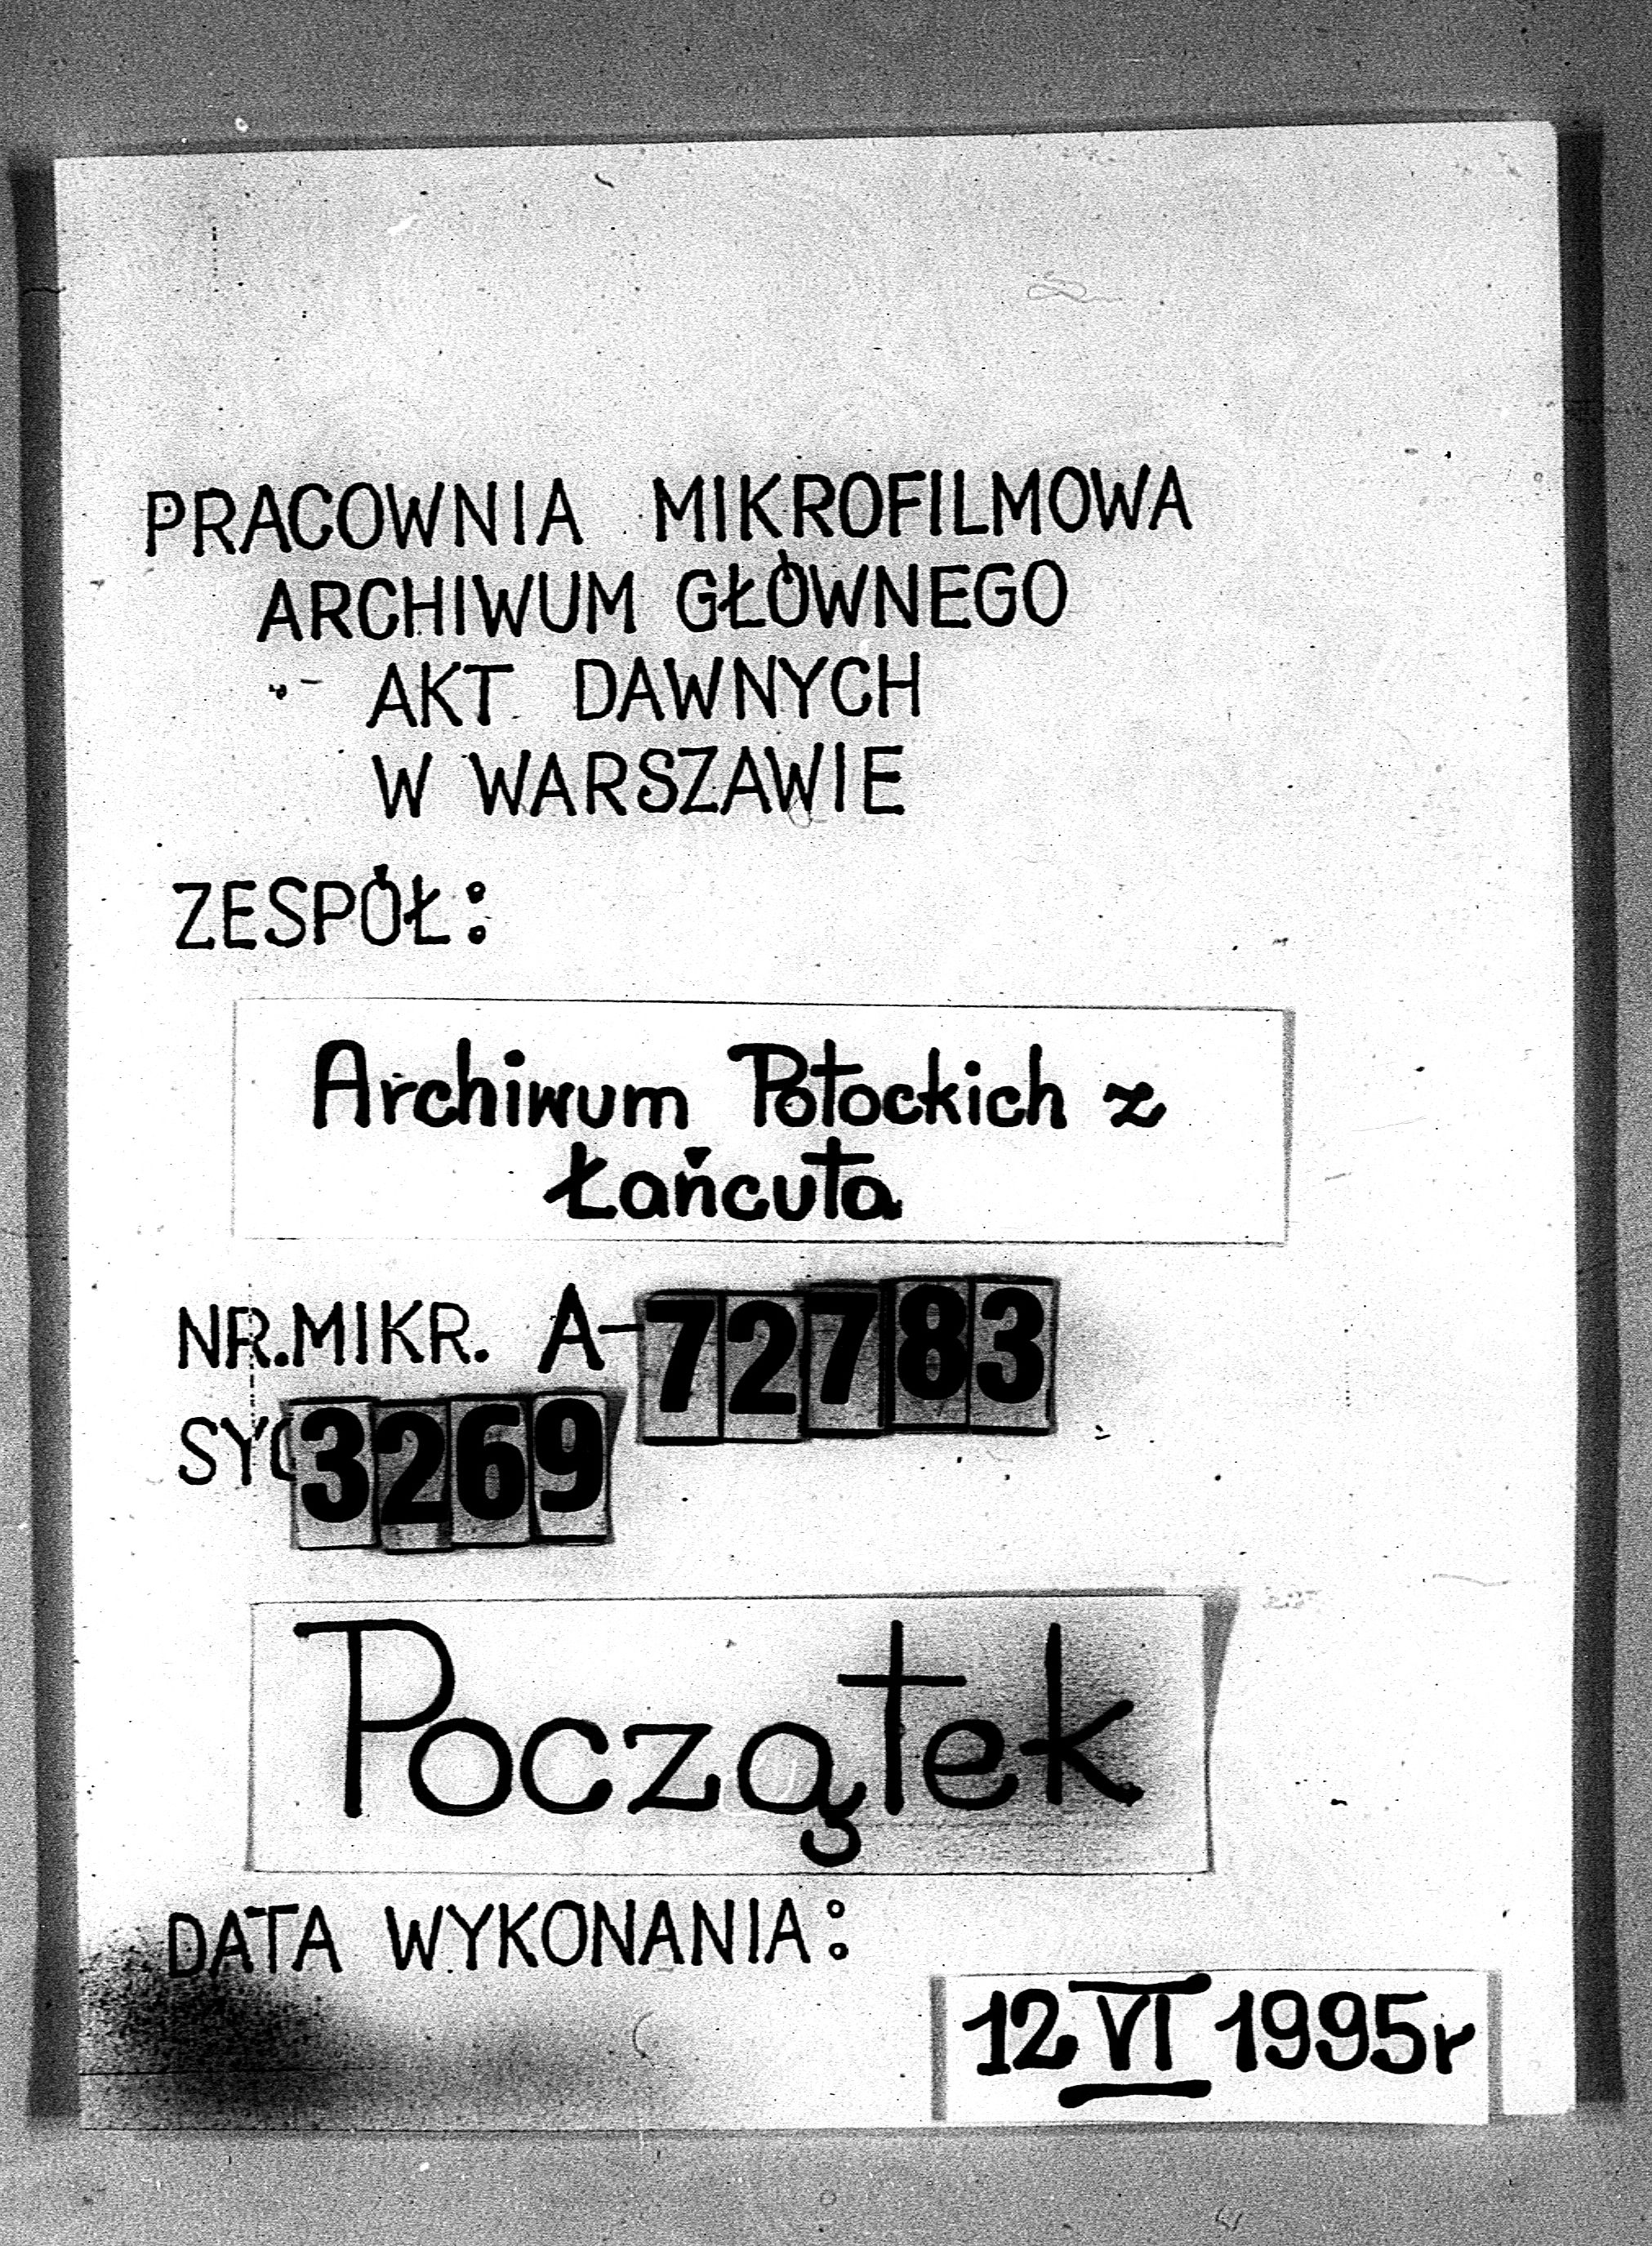 PRACOWNIA MIKROFILMOWA
ARCHIWUM GŁÓWNEGO
AKT DAWNYCH
W WARSZAWIE
ZESPÓŁ:
Archiwum Potockich z
Łańcuta
NR.MIKR. A-72783
SYG 3269
Początek
DATA WYKONANIA:
12 VI 1995r